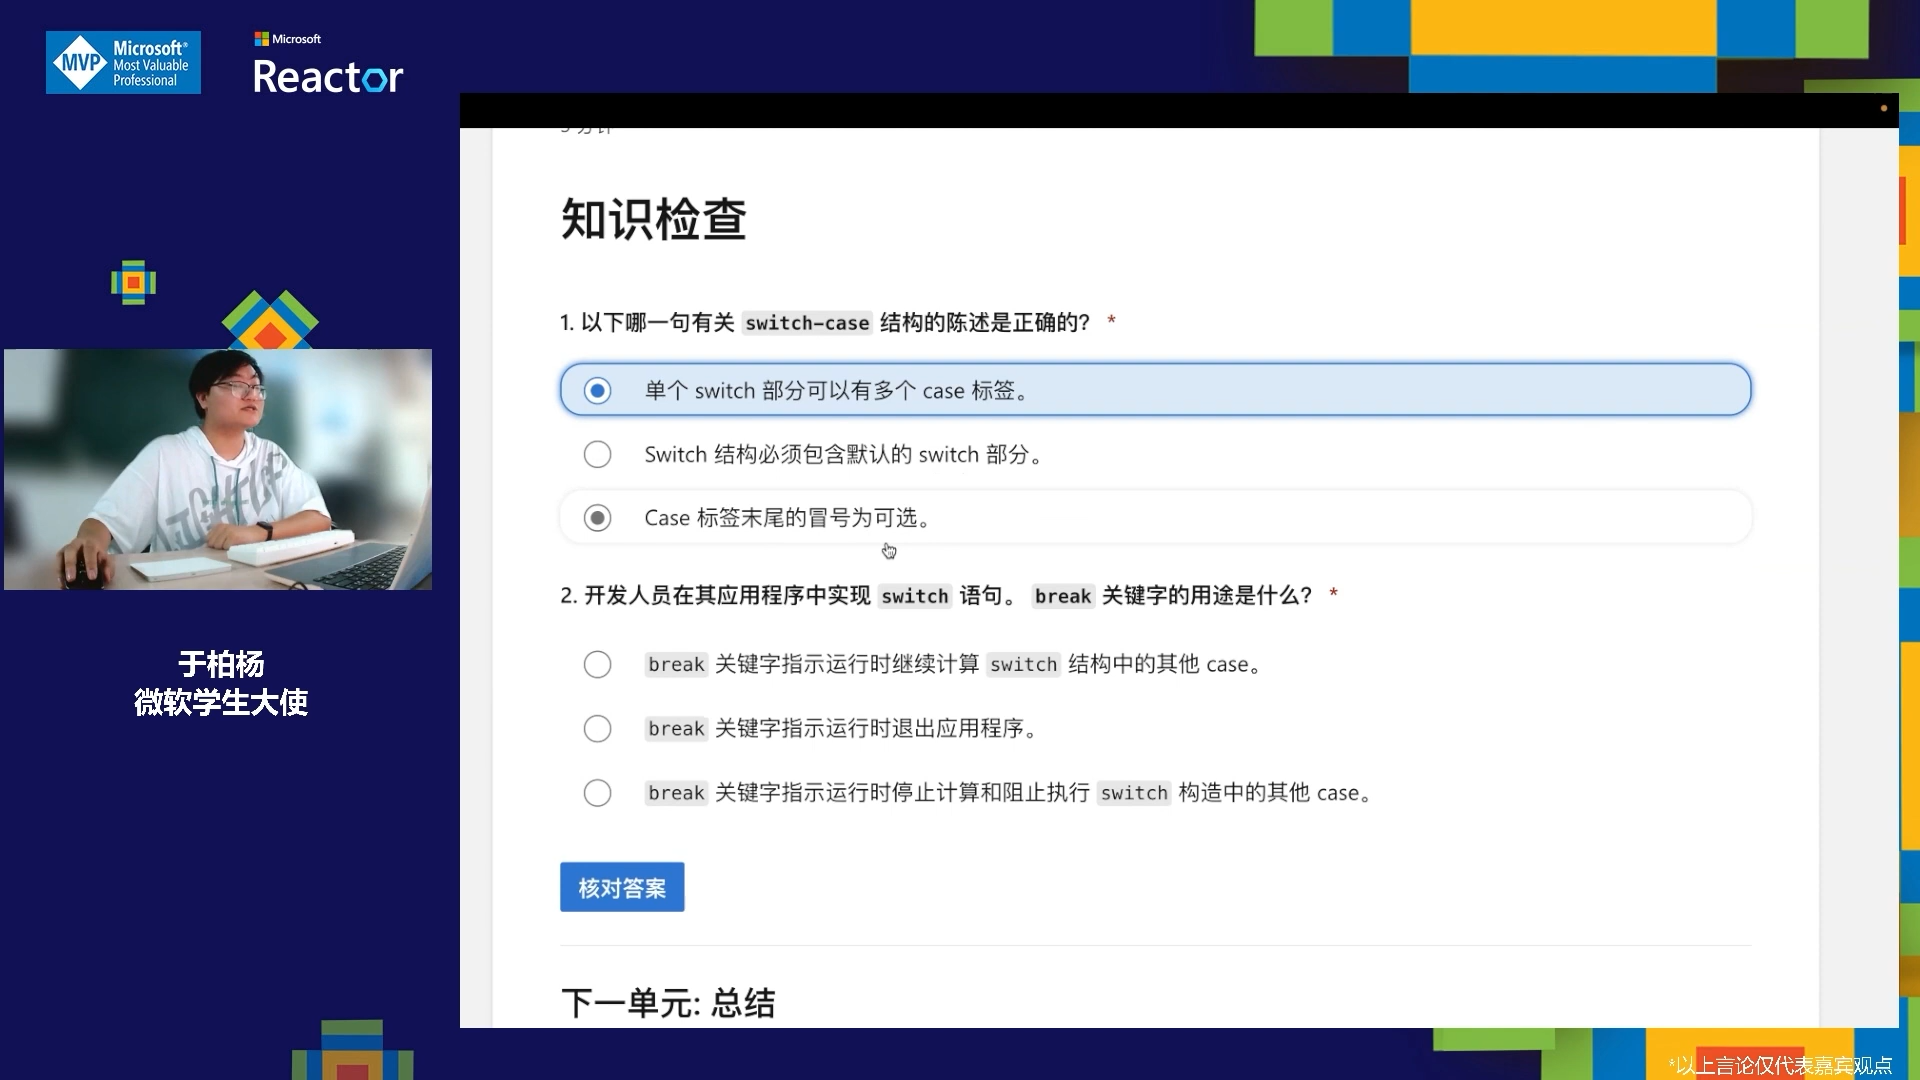 MVP
Microsoft®
Most Valuable
Professional
Microsoft
Reactor
知识检查
1. 以下哪一句有关 switch-case 结构的陈述是正确的? *
单个 switch 部分可以有多个 case 标签。
Switch 结构必须包含默认的 switch 部分。
Case 标签末尾的冒号为可选。
2. 开发人员在其应用程序中实现 switch 语句。 break 关键字的用途是什么? *
break 关键字指示运行时继续计算 switch 结构中的其他 case。
break 关键字指示运行时退出应用程序。
break 关键字指示运行时停止计算和阻止执行 switch 构造中的其他 case。
核对答案
下一单元: 总结
于柏杨
微软学生大使
*以上言论仅代表嘉宾观点